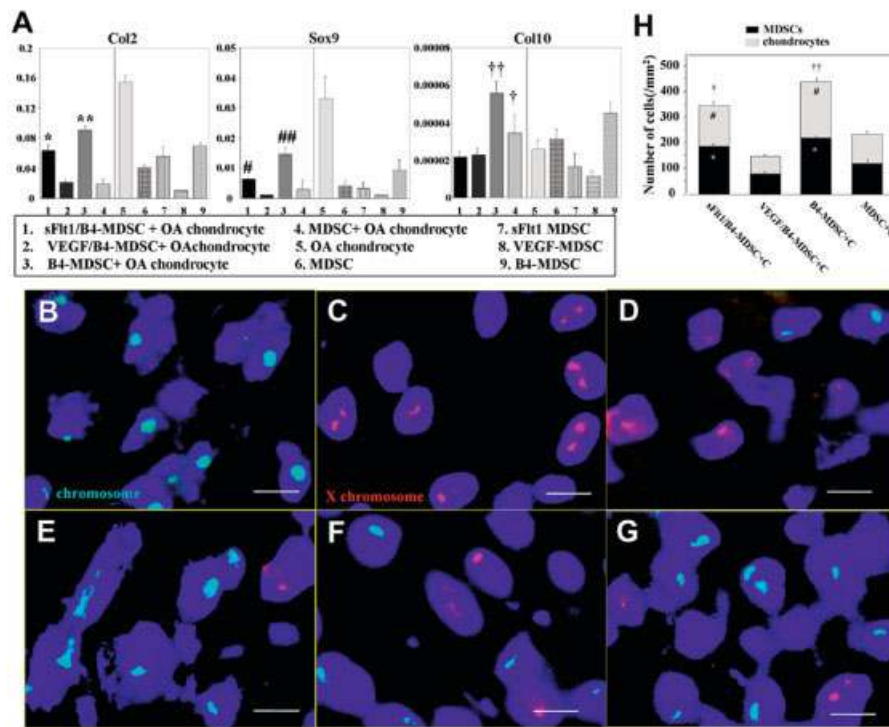 A
Col2
Sox9
Col10
0.2
0.16
0.12
0.08
0.04
0
*
**
1 2 3 4 5 6 7 8 9
0.05
0.04
0.03
0.02
0.01
0
#
##
1 2 3 4 5 6 7 8 9
0.00008
0.00006
0.00004
0.00002
0
††
†
1 2 3 4 5 6 7 8 9
1. sFlt1/B4-MDSC + OA chondrocyte 4. MDSC+ OA chondrocyte 7. sFlt1 MDSC
2. VEGF/B4-MDSC+ OAchondrocyte 5. OA chondrocyte 8. VEGF-MDSC
3. B4-MDSC+ OA chondrocyte 6. MDSC 9. B4-MDSC
H
MDSCs
chondrocytes
Number of cells(/mm²)
500
400
300
200
100
0
†
#
*
††
#
*
sFlt1/B4-MDSC+C
VEGF/B4-MDSC+C
B4-MDSC+C
B
Y chromosome
C
X chromosome
D
E
F
G